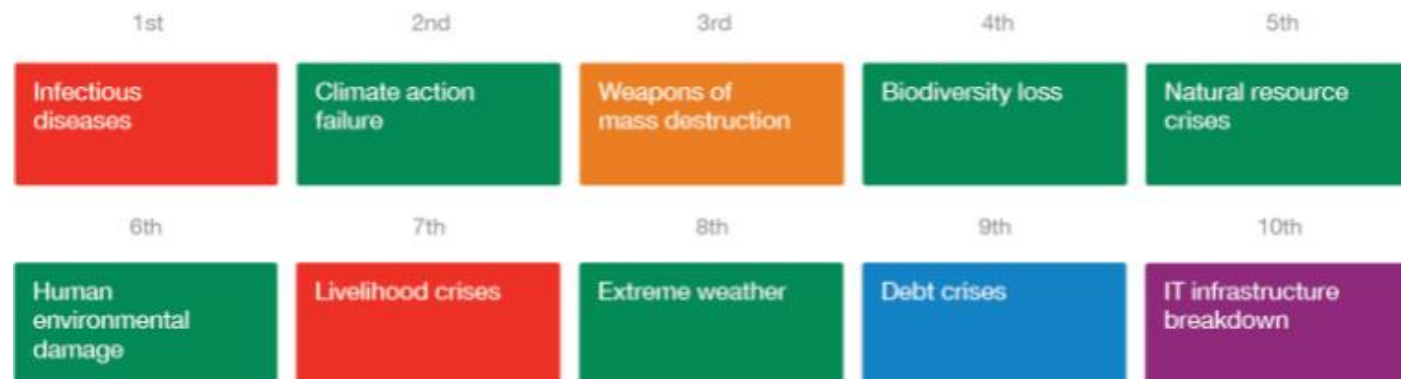 1st
2nd
3rd
4th
5th
Infectious
diseases
Climate action
failure
Weapons of
mass destruction
Biodiversity loss
Natural resource
crises
6th
7th
8th
9th
10th
Human
environmental
damage
Livelihood crises
Extreme weather
Debt crises
IT infrastructure
breakdown